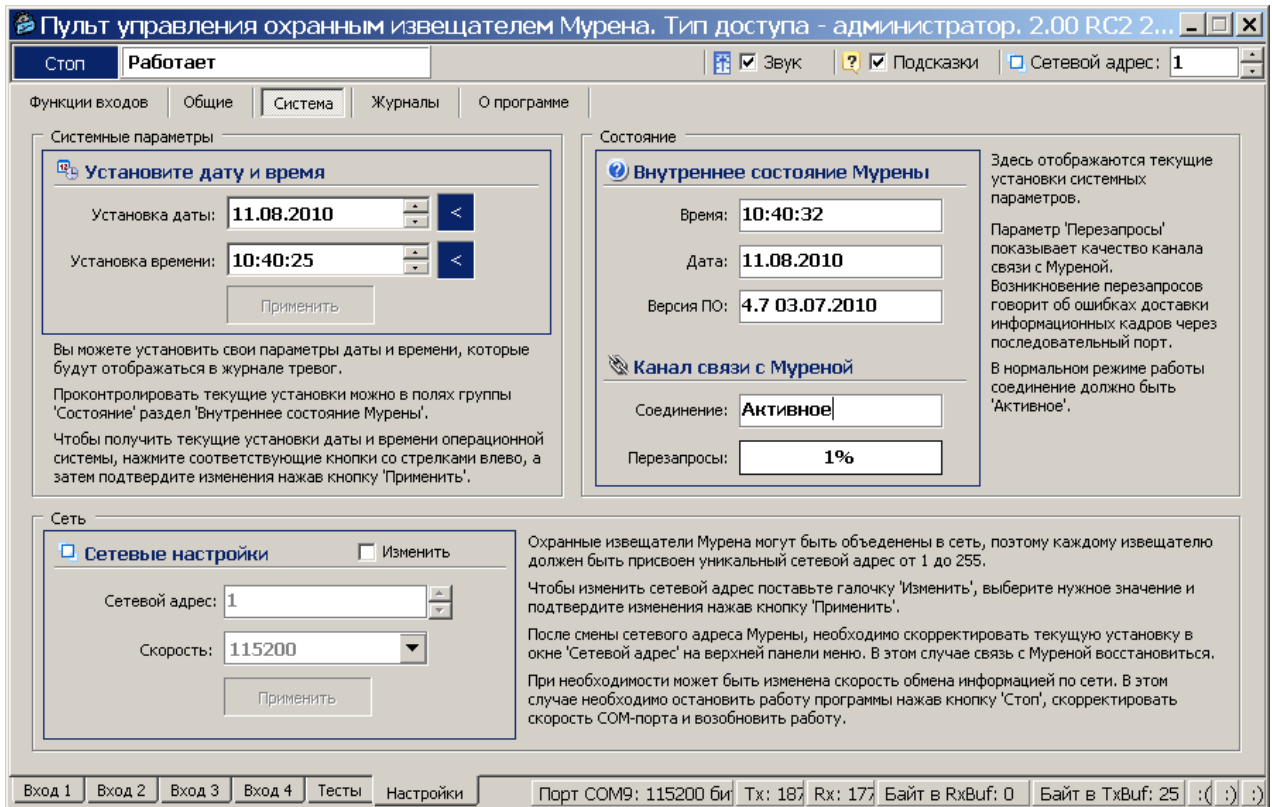 Пульт управления охранным извещателем Мурена. Тип доступа - администратор. 2.00 RC2 2...
Стоп Работает Звук Подсказки Сетевой адрес: 1
Функции входов Общие Система Журналы О программе
Системные параметры
Установите дату и время
Установка даты: 11.08.2010 <
Установка времени: 10:40:25 <
Применить
Вы можете установить свои параметры даты и времени, которые
будут отображаться в журнале тревог.
Проконтролировать текущие установки можно в полях группы
'Состояние' раздел 'Внутреннее состояние Мурены'.
Чтобы получить текущие установки даты и времени операционной
системы, нажмите соответствующие кнопки со стрелками влево, а
затем подтвердите изменения нажав кнопку 'Применить'.
Состояние
Внутреннее состояние Мурены
Время: 10:40:32
Дата: 11.08.2010
Версия ПО: 4.7 03.07.2010
Канал связи с Муреной
Соединение: Активное
Перезапросы: 1%
Здесь отображаются текущие
установки системных
параметров.
Параметр 'Перезапросы'
показывает качество канала
связи с Муреной.
Возникновение перезапросов
говорит об ошибках доставки
информационных кадров через
последовательный порт.
В нормальном режиме работы
соединение должно быть
'Активное'.
Сеть
Сетевые настройки Изменить
Сетевой адрес: 1
Скорость: 115200
Применить
Охранные извещатели Мурена могут быть объеденены в сеть, поэтому каждому извещателю
должен быть присвоен уникальный сетевой адрес от 1 до 255.
Чтобы изменить сетевой адрес поставьте галочку 'Изменить', выберите нужное значение и
подтвердите изменения нажав кнопку 'Применить'.
После смены сетевого адреса Мурены, необходимо скорректировать текущую установку в
окне 'Сетевой адрес' на верхней панели меню. В этом случае связь с Муреной восстановиться.
При необходимости может быть изменена скорость обмена информацией по сети. В этом
случае необходимо остановить работу программы нажав кнопку 'Стоп', скорректировать
скорость COM-порта и возобновить работу.
Вход 1 Вход 2 Вход 3 Вход 4 Тесты Настройки Порт COM9: 115200 би Tx: 187 Rx: 177 Байт в RxBuf: 0 Байт в TxBuf: 25 :( :) :)